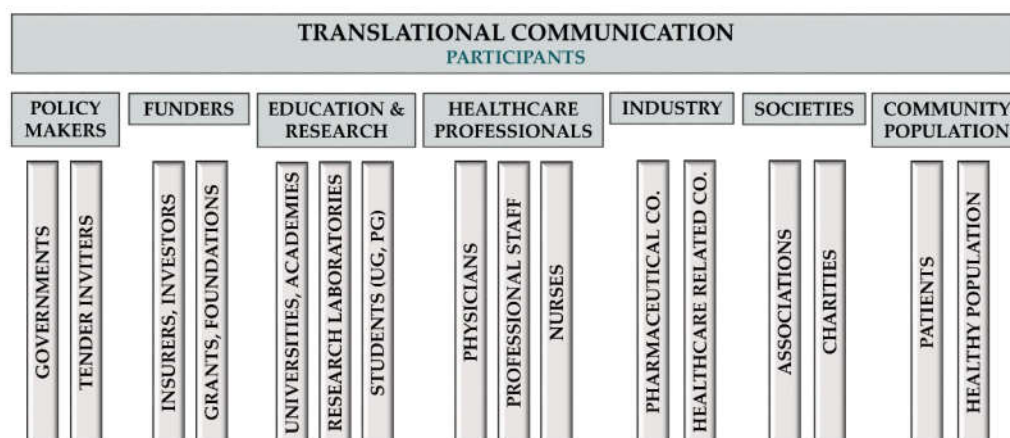 TRANSLATIONAL COMMUNICATION
PARTICIPANTS
POLICY
MAKERS
FUNDERS
EDUCATION &
RESEARCH
HEALTHCARE
PROFESSIONALS
INDUSTRY
SOCIETIES
COMMUNITY
POPULATION
GOVERNMENTS
TENDER INVITERS
INSURERS, INVESTORS
GRANTS, FOUNDATIONS
UNIVERSITIES, ACADEMIES
RESEARCH LABORATORIES
STUDENTS (UG, PG)
PHYSICIANS
PROFESSIONAL STAFF
NURSES
PHARMACEUTICAL CO.
HEALTHCARE RELATED CO.
ASSOCIATIONS
CHARITIES
PATIENTS
HEALTHY POPULATION